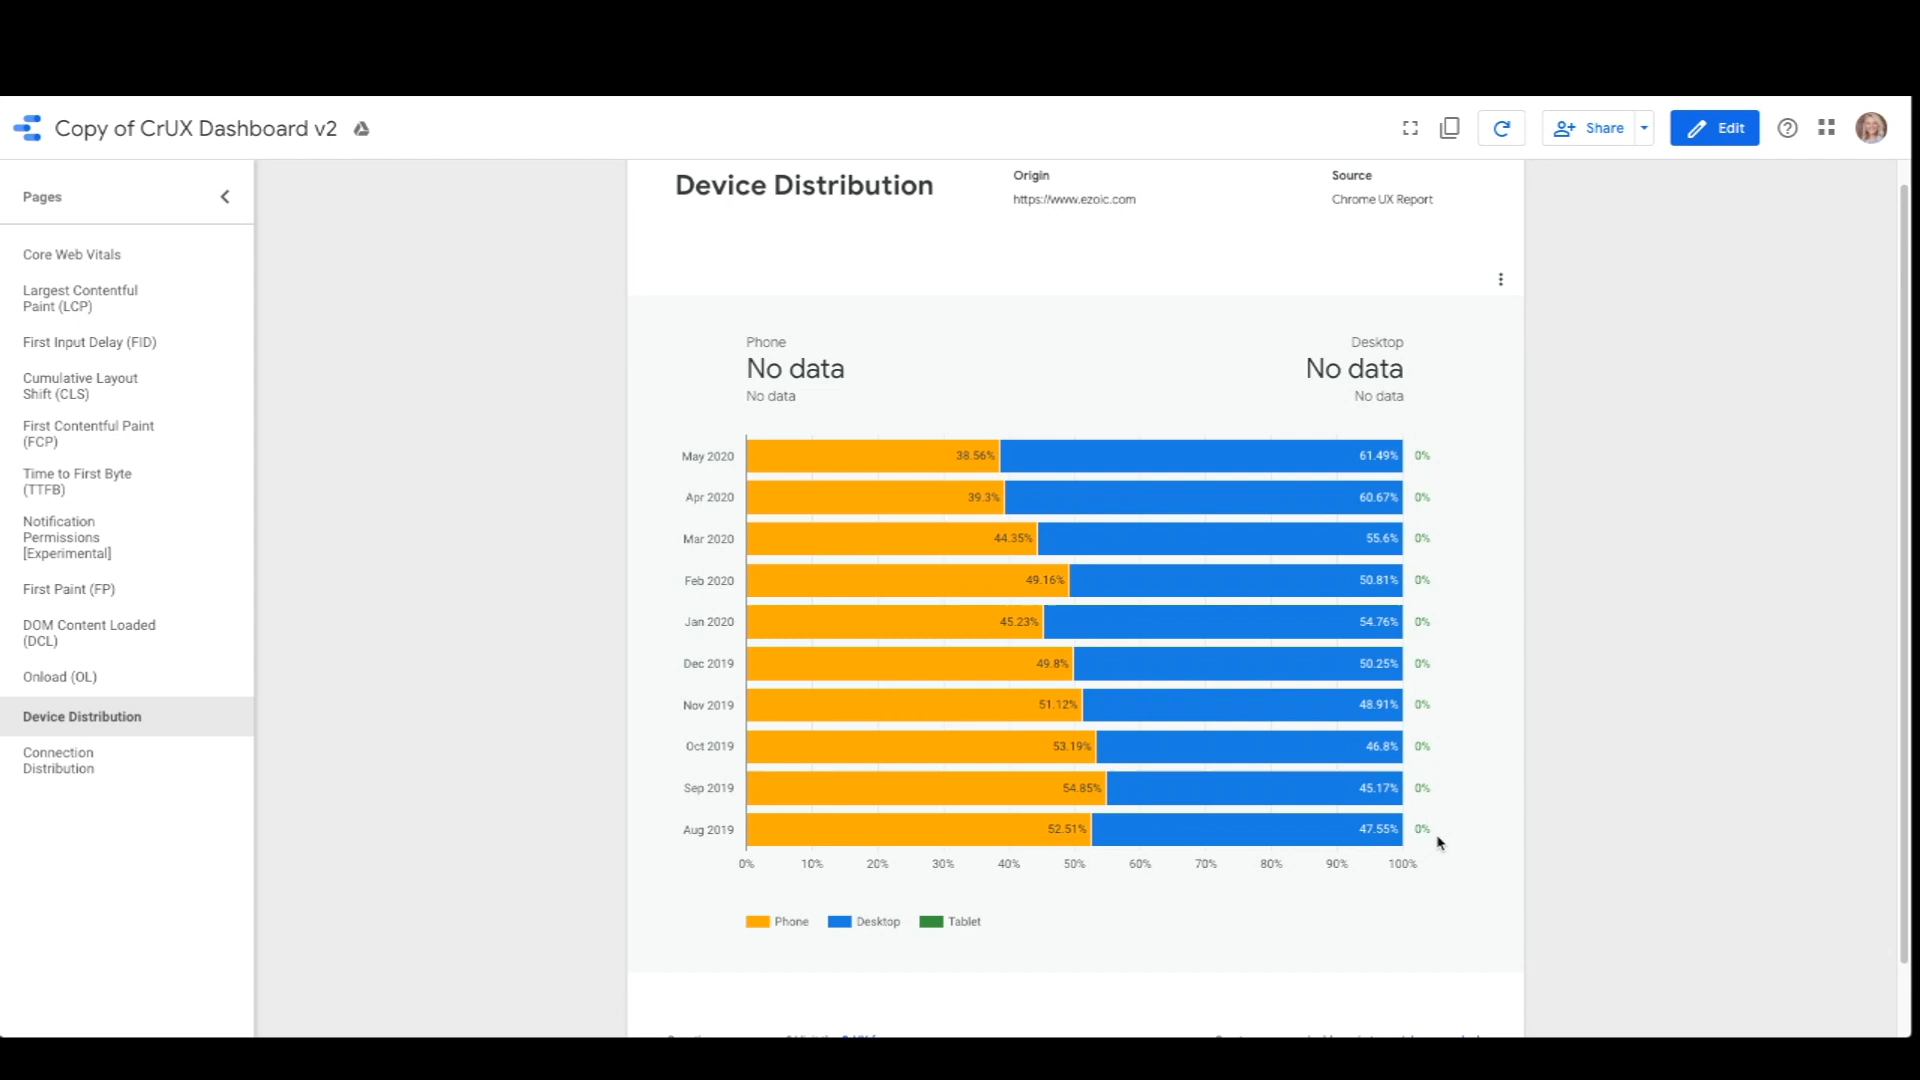 Copy of CrUX Dashboard v2
Share
Edit
Pages
Core Web Vitals
Largest Contentful
Paint (LCP)
First Input Delay (FID)
Cumulative Layout
Shift (CLS)
First Contentful Paint
(FCP)
Time to First Byte
(TTFB)
Notification
Permissions
[Experimental]
First Paint (FP)
DOM Content Loaded
(DCL)
Onload (OL)
Device Distribution
Connection
Distribution
Device Distribution
Origin
https://www.ezoic.com
Source
Chrome UX Report
Phone
No data
No data
Desktop
No data
No data
May 2020 38.56% 61.49% 0%
Apr 2020 39.3% 60.67% 0%
Mar 2020 44.35% 55.6% 0%
Feb 2020 49.16% 50.81% 0%
Jan 2020 45.23% 54.76% 0%
Dec 2019 49.8% 50.25% 0%
Nov 2019 51.12% 48.91% 0%
Oct 2019 53.19% 46.8% 0%
Sep 2019 54.85% 45.17% 0%
Aug 2019 52.51% 47.55% 0%
0% 10% 20% 30% 40% 50% 60% 70% 80% 90% 100%
Phone Desktop Tablet